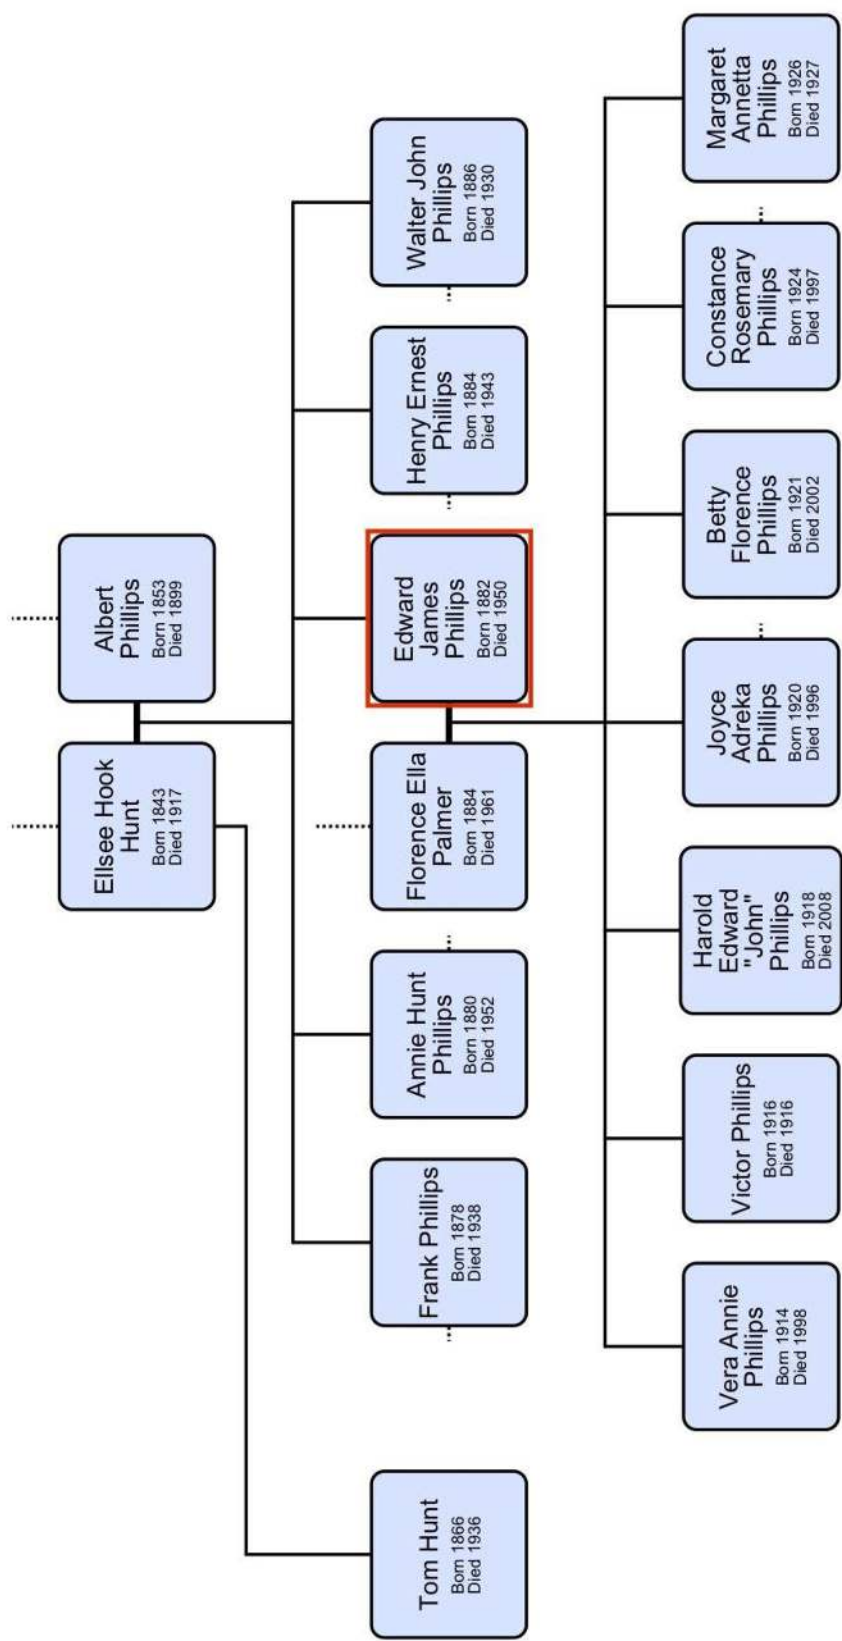 Ellsee Hook
Hunt
Born 1843
Died 1917
Albert
Phillips
Born 1853
Died 1899
Tom Hunt
Born 1866
Died 1936
Frank Phillips
Born 1878
Died 1938
Annie Hunt
Phillips
Born 1880
Died 1952
Florence Ella
Palmer
Born 1884
Died 1961
Edward
James
Phillips
Born 1882
Died 1950
Henry Ernest
Phillips
Born 1884
Died 1943
Walter John
Phillips
Born 1886
Died 1930
Vera Annie
Phillips
Born 1914
Died 1998
Victor Phillips
Born 1916
Died 1916
Harold
Edward
"John"
Phillips
Born 1918
Died 2008
Joyce
Adreka
Phillips
Born 1920
Died 1996
Betty
Florence
Phillips
Born 1921
Died 2002
Constance
Rosemary
Phillips
Born 1924
Died 1997
Margaret
Annetta
Phillips
Born 1926
Died 1927